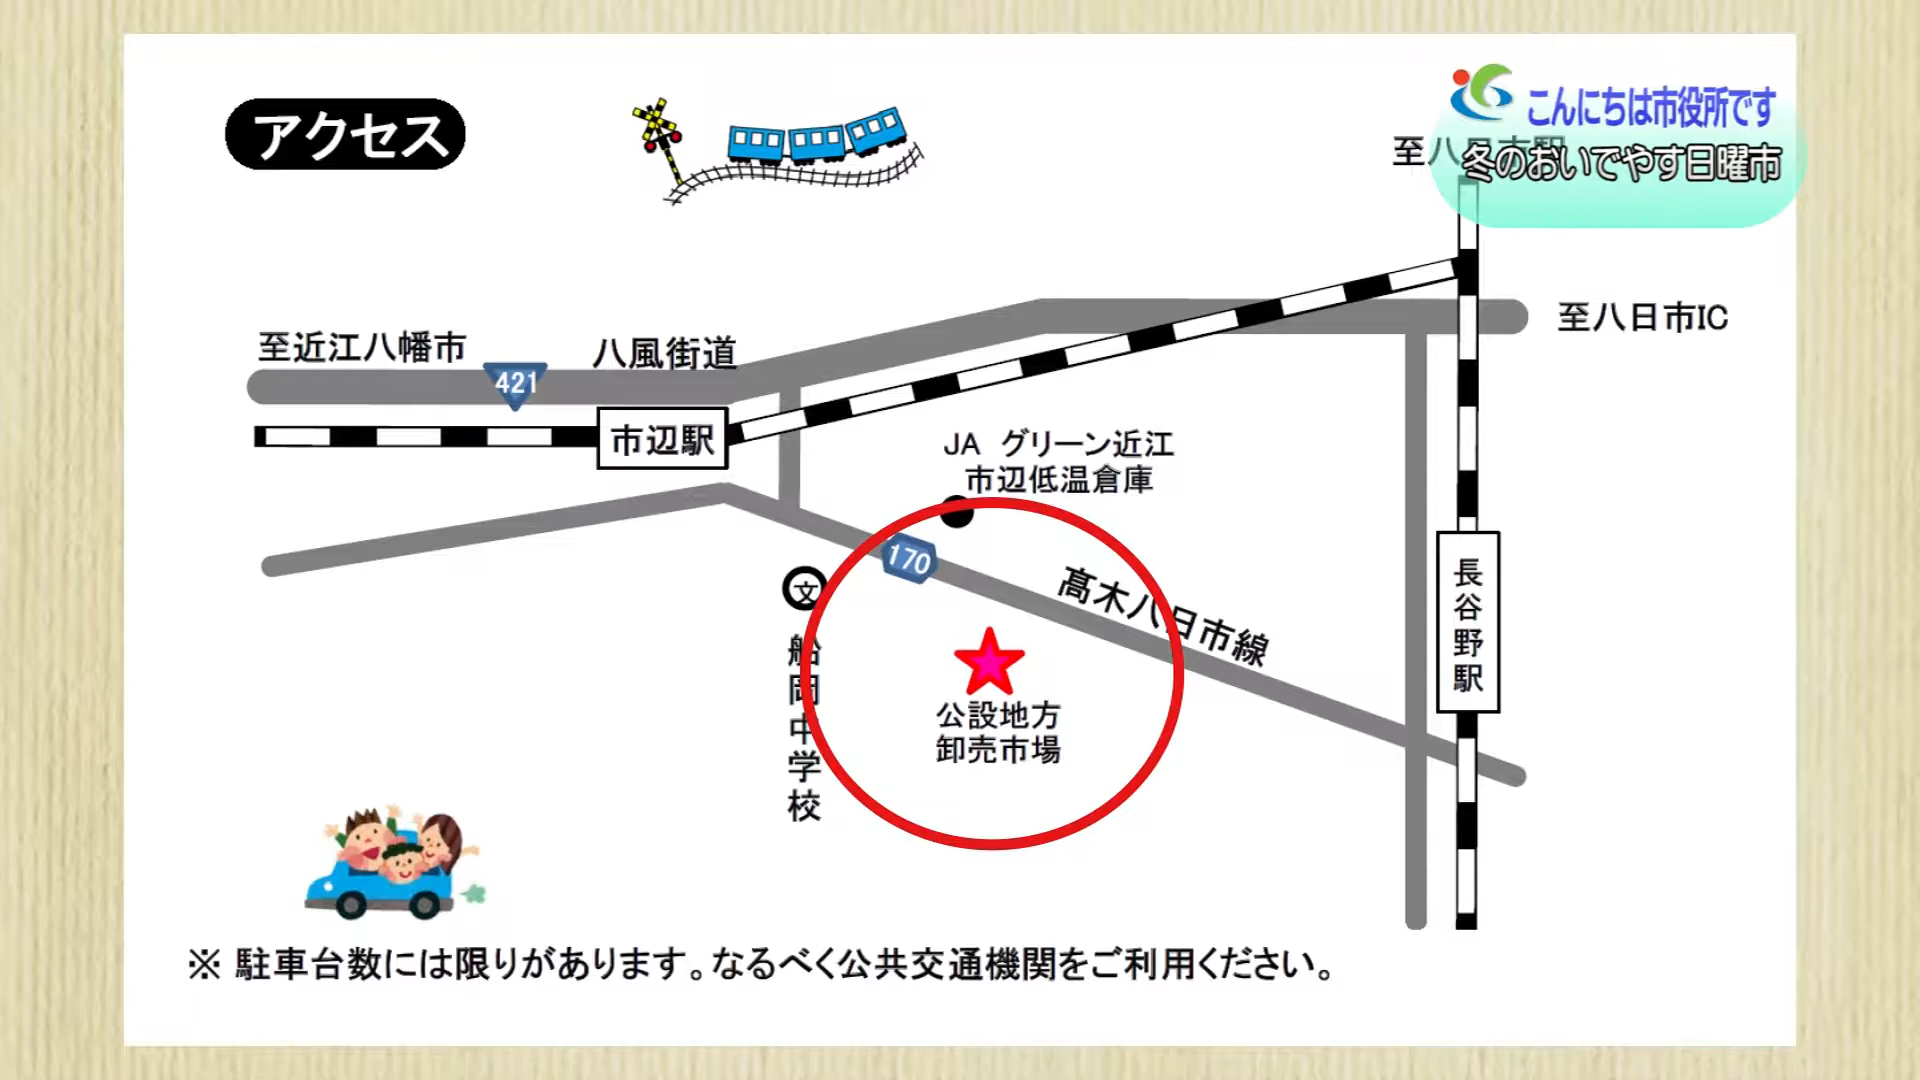 アクセス
こんにちは市役所です
冬のおいでやす日曜市
至八日市駅
至八日市IC
至近江八幡市
八風街道
421
市辺駅
JA グリーン近江
市辺低温倉庫
170
髙木八日市線
文
船岡中学校
長谷野駅
公設地方
卸売市場
※ 駐車台数には限りがあります。なるべく公共交通機関をご利用ください。